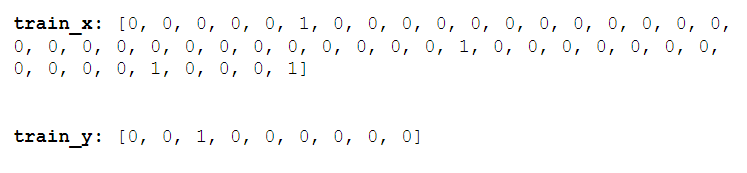 train_x: [0, 0, 0, 0, 0, 1, 0, 0, 0, 0, 0, 0, 0, 0, 0, 0, 0, 0,
0, 0, 0, 0, 0, 0, 0, 0, 0, 0, 0, 0, 0, 1, 0, 0, 0, 0, 0, 0, 0,
0, 0, 0, 0, 1, 0, 0, 0, 1]
train_y: [0, 0, 1, 0, 0, 0, 0, 0, 0]